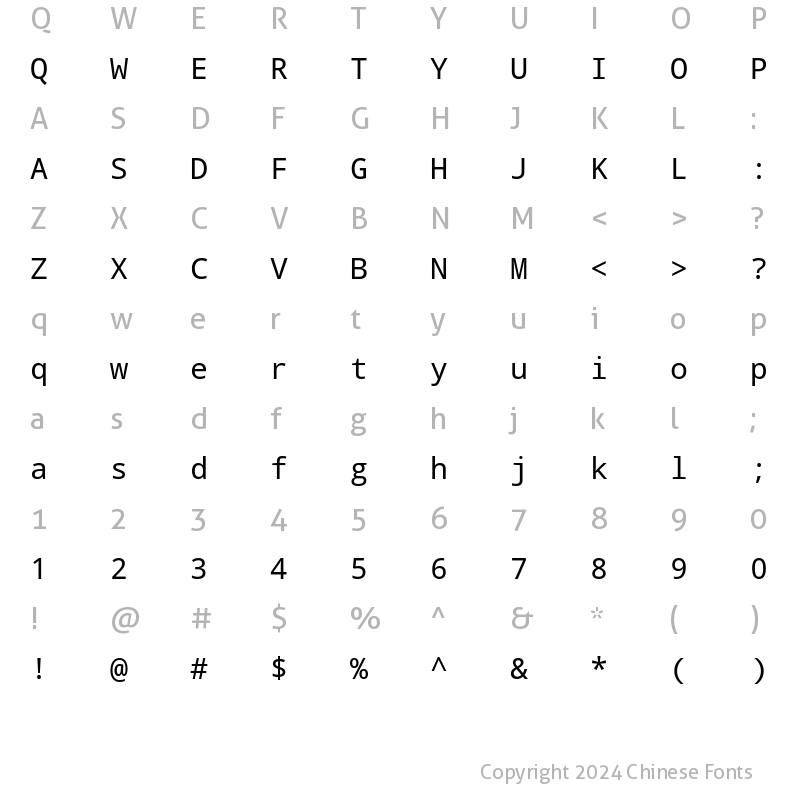 Q W E R T Y U I O P
Q W E R T Y U I O P
A S D F G H J K L :
A S D F G H J K L :
Z X C V B N M < > ?
Z X C V B N M < > ?
q w e r t y u i o p
q w e r t y u i o p
a s d f g h j k l ;
a s d f g h j k l ;
1 2 3 4 5 6 7 8 9 0
1 2 3 4 5 6 7 8 9 0
! @ # $ % ^ & * ( )
! @ # $ % ^ & * ( )
Copyright 2024 Chinese Fonts